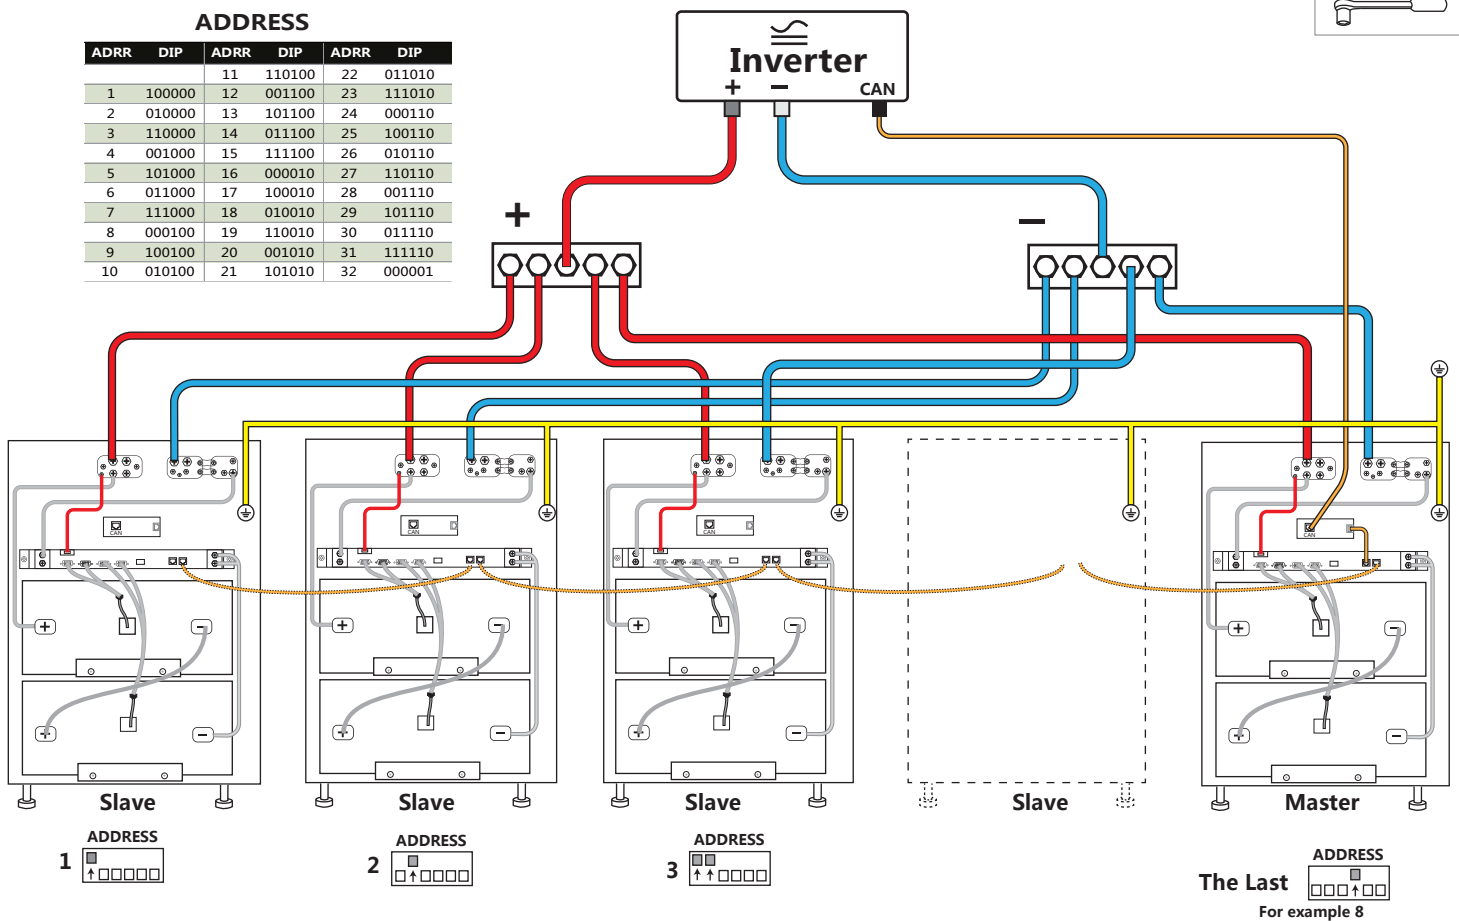 ADDRESS
ADRR DIP ADRR DIP ADRR DIP
11 110100 22 011010
1 100000 12 001100 23 111010
2 010000 13 101100 24 000110
3 110000 14 011100 25 100110
4 001000 15 111100 26 010110
5 101000 16 000010 27 110110
6 011000 17 100010 28 001110
7 111000 18 010010 29 101110
8 000100 19 110010 30 011110
9 100100 20 001010 31 111110
10 010100 21 101010 32 000001
Inverter
+ − CAN
+ −
CAN CAN CAN CAN
+ − + − + − + −
+ − + − + − + −
Slave Slave Slave Slave Master
ADDRESS ADDRESS ADDRESS ADDRESS
1 2 3 The Last
For example 8